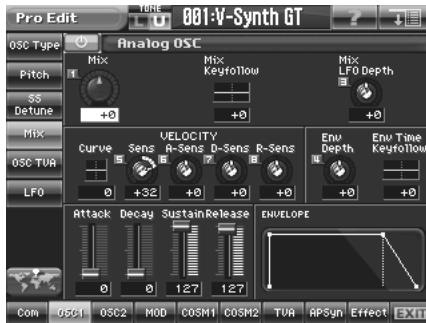 Pro Edit TONE L U 001:V-Synth GT ?
OSC Type Analog OSC
Pitch
SS Detune
Mix
OSC TVA
LFO
Mix
1
+0
Mix Keyfollow
+0
Mix LFO Depth
3
+0
VELOCITY
Curve Sens A-Sens D-Sens R-Sens
5 6 7 8
0 +32 +0 +0 +0
Env Depth
4
+0
Env Time Keyfollow
+0
Attack Decay Sustain Release
0 0 127 127
ENVELOPE
Com OSC1 OSC2 MOD COSM1 COSM2 TVA APSyn Effect EXIT